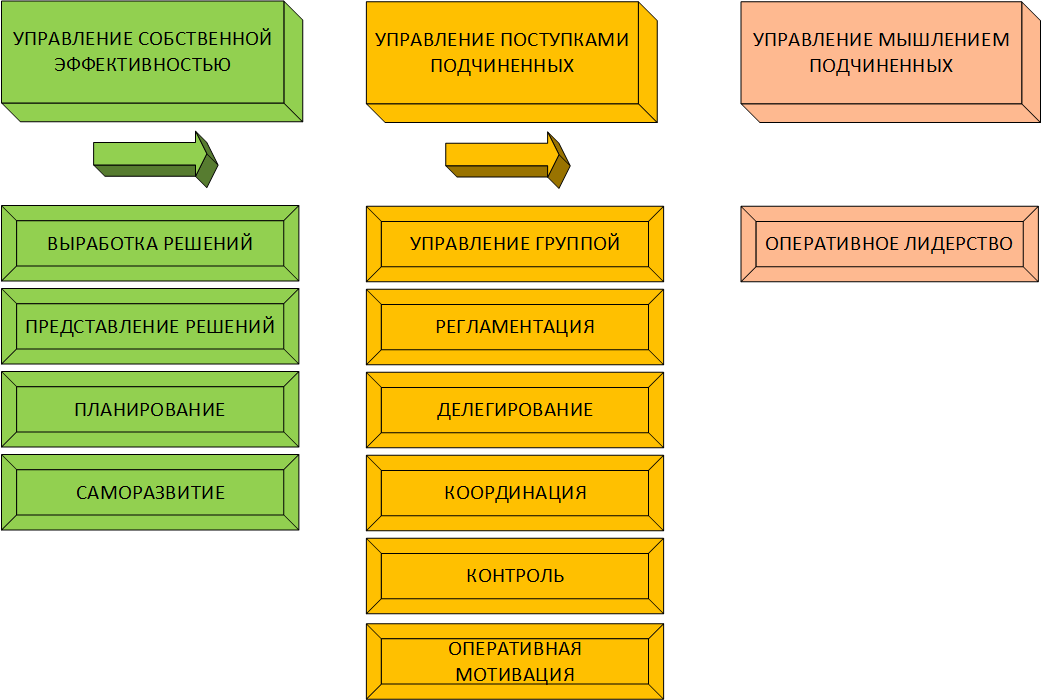 УПРАВЛЕНИЕ СОБСТВЕННОЙ
ЭФФЕКТИВНОСТЬЮ
УПРАВЛЕНИЕ ПОСТУПКАМИ
ПОДЧИНЕННЫХ
УПРАВЛЕНИЕ МЫШЛЕНИЕМ
ПОДЧИНЕННЫХ
ВЫРАБОТКА РЕШЕНИЙ
ПРЕДСТАВЛЕНИЕ РЕШЕНИЙ
ПЛАНИРОВАНИЕ
САМОРАЗВИТИЕ
УПРАВЛЕНИЕ ГРУППОЙ
РЕГЛАМЕНТАЦИЯ
ДЕЛЕГИРОВАНИЕ
КООРДИНАЦИЯ
КОНТРОЛЬ
ОПЕРАТИВНАЯ
МОТИВАЦИЯ
ОПЕРАТИВНОЕ ЛИДЕРСТВО